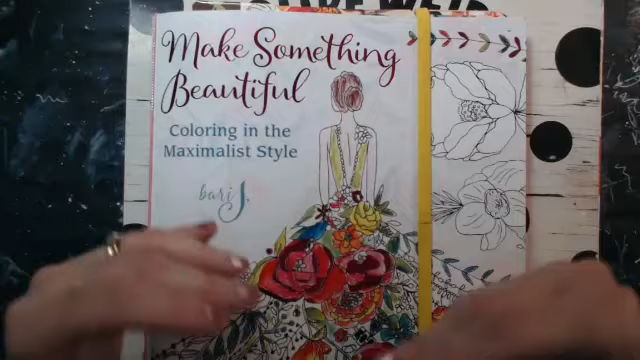 Make Something
Beautiful
Coloring in the
Maximalist Style
bari J.